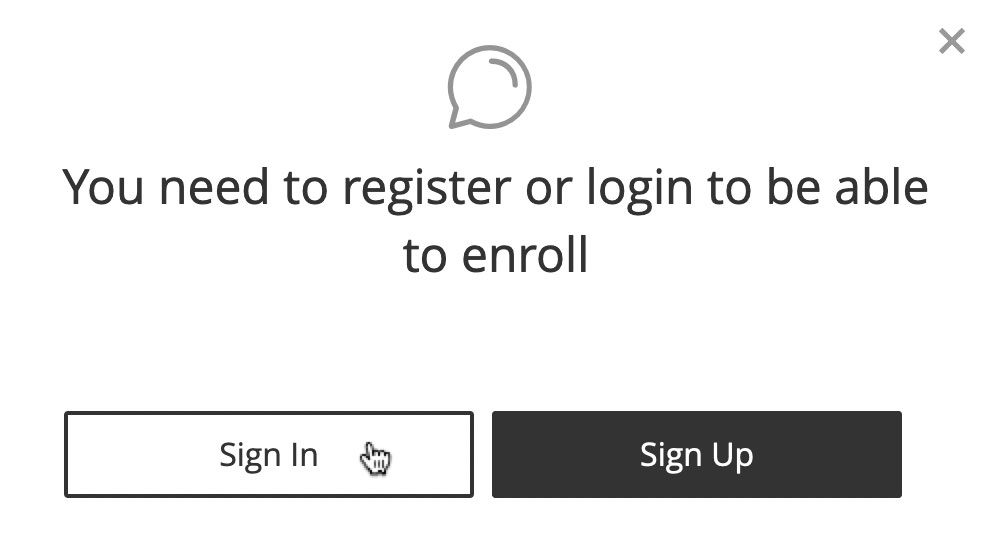 You need to register or login to be able
to enroll
Sign In
Sign Up